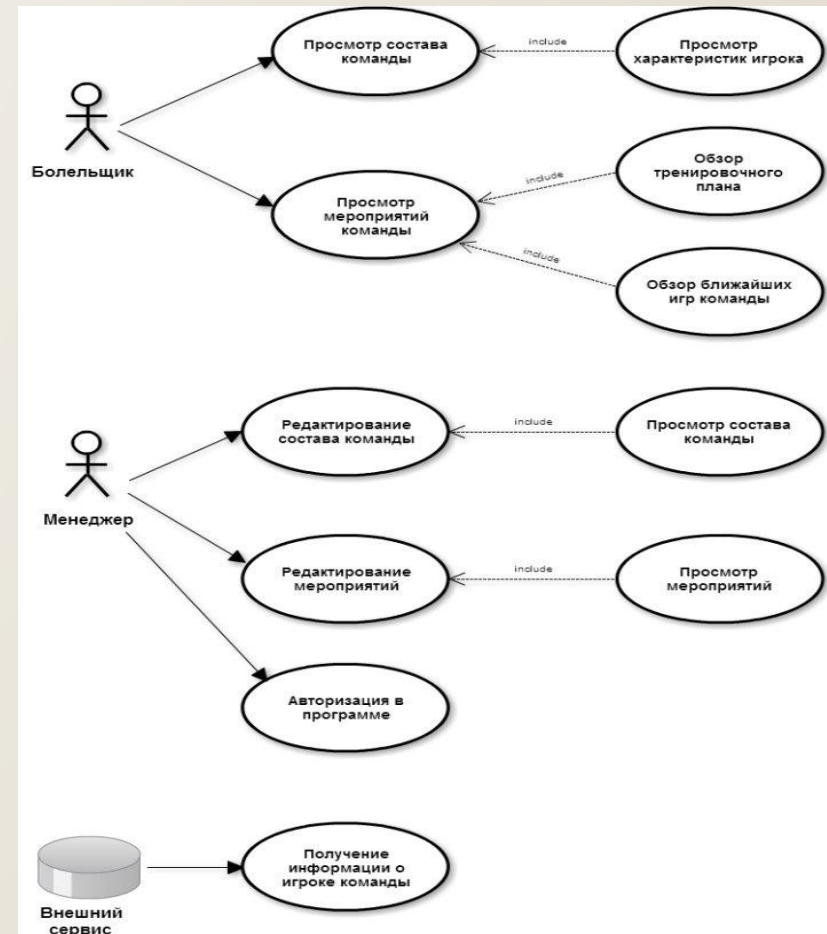 Просмотр состава
команды
include
Просмотр
характеристик игрока
Болельщик
Просмотр
мероприятий
команды
include
Обзор
тренировочного
плана
include
Обзор ближайших
игр команды
Менеджер
Редактирование
состава команды
include
Просмотр состава
команды
Редактирование
мероприятий
include
Просмотр
мероприятий
Авторизация в
программе
Внешний
сервис
Получение
информации о
игроке команды